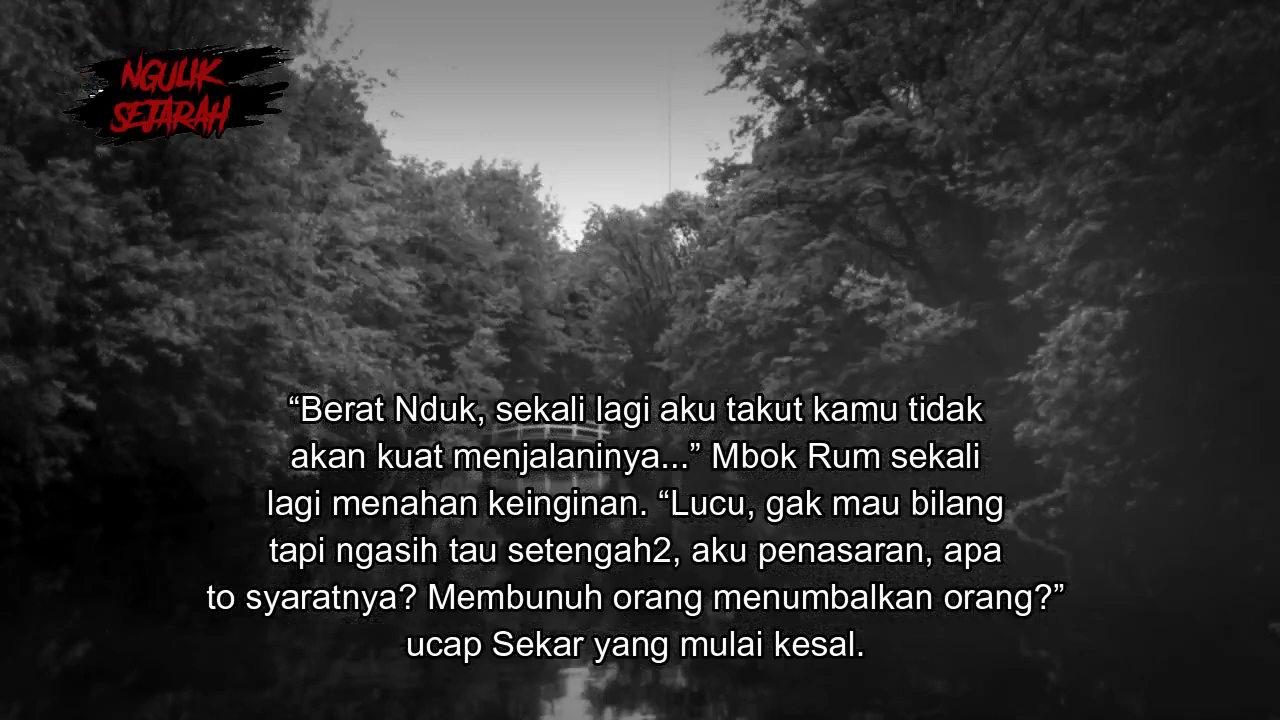 NGULIK
SEJARAH
“Berat Nduk, sekali lagi aku takut kamu tidak
akan kuat menjalaninya...” Mbok Rum sekali
lagi menahan keinginan. “Lucu, gak mau bilang
tapi ngasih tau setengah2, aku penasaran, apa
to syaratnya? Membunuh orang menumbalkan orang?”
ucap Sekar yang mulai kesal.